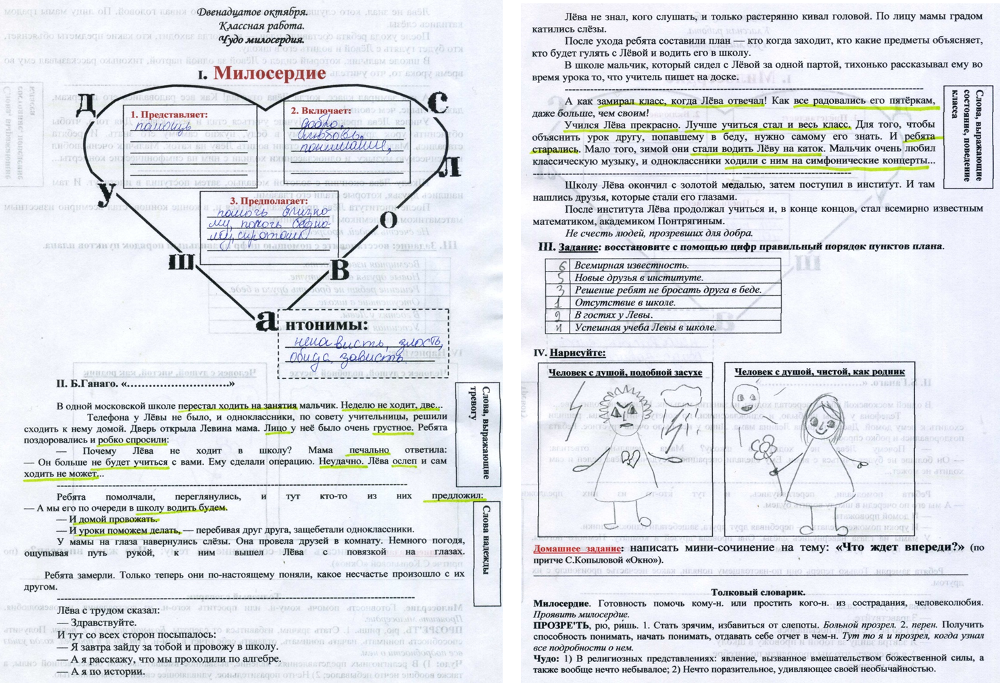 Двенадцатое октября.
Классная работа.
Чудо милосердия.
I. Милосердие
Д
У
Ш
а
В
О
Л
С
1. Представляет:
помощь
2. Включает:
добро,
любовь,
понимание,
3. Предполагает:
помочь ближко-
му, помочь бедно-
му, сиротам
нтонимы:
ненависть, злость,
обида, зависть.
II. Б.Ганаго. «……………………….»
В одной московской школе перестал ходить на занятия мальчик. Неделю не ходит, две...
Телефона у Лёвы не было, и одноклассники, по совету учительницы, решили
сходить к нему домой. Дверь открыла Левина мама. Лицо у неё было очень грустное. Ребята
поздоровались и робко спросили:
— Почему Лёва не ходит в школу? Мама печально ответила:
— Он больше не будет учиться с вами. Ему сделали операцию. Неудачно. Лёва ослеп и сам
ходить не может...
Слова, выражающие
тревогу
Ребята помолчали, переглянулись, и тут кто-то из них предложил:
— А мы его по очереди в школу водить будем.
— И домой провожать.
— И уроки поможем делать, — перебивая друг друга, защебетали одноклассники.
У мамы на глаза навернулись слёзы. Она провела друзей в комнату. Немного погодя,
ощупывая путь рукой, к ним вышел Лёва с повязкой на глазах.
Ребята замерли. Только теперь они по-настоящему поняли, какое несчастье произошло с их
другом.
Слова надежды
Лёва с трудом сказал:
— Здравствуйте.
И тут со всех сторон посыпалось:
— Я завтра зайду за тобой и провожу в школу.
— А я расскажу, что мы проходили по алгебре.
— А я по истории.
Лёва не знал, кого слушать, и только растерянно кивал головой. По лицу мамы градом
катились слёзы.
После ухода ребята составили план — кто когда заходит, кто какие предметы объясняет,
кто будет гулять с Лёвой и водить его в школу.
В школе мальчик, который сидел с Лёвой за одной партой, тихонько рассказывал ему во
время урока то, что учитель пишет на доске.
А как замирал класс, когда Лёва отвечал! Как все радовались его пятёркам,
даже больше, чем своим!
Учился Лёва прекрасно. Лучше учиться стал и весь класс. Для того, чтобы
объяснить урок другу, попавшему в беду, нужно самому его знать. И ребята
старались. Мало того, зимой они стали водить Лёву на каток. Мальчик очень любил
классическую музыку, и одноклассники ходили с ним на симфонические концерты...
Слова, выражающие
состояние, поведение
класса
Школу Лёва окончил с золотой медалью, затем поступил в институт. И там
нашлись друзья, которые стали его глазами.
После института Лёва продолжал учиться и, в конце концов, стал всемирно известным
математиком, академиком Понтрягиным.
Не счесть людей, прозревших для добра.
III. Задание: восстановите с помощью цифр правильный порядок пунктов плана.
6 Всемирная известность.
5 Новые друзья в институте.
3 Решение ребят не бросать друга в беде.
1 Отсутствие в школе.
2 В гостях у Левы.
4 Успешная учеба Левы в школе.
IV. Нарисуйте:
Человек с душой, подобной засухе
Человек с душой, чистой, как родник
Домашнее задание: написать мини-сочинение на тему: «Что ждет впереди?» (по
притче С.Копыловой «Окно»).
Толковый словарик.
Милосердие. Готовность помочь кому-н. или простить кого-н. из сострадания, человеколюбия.
Проявить милосердие.
ПРОЗРЕ'ТЬ, рю, ришь. 1. Стать зрячим, избавиться от слепоты. Больной прозрел. 2. перен. Получить
способность понимать, начать понимать, отдавать себе отчет в чем-н. Тут то я и прозрел, когда узнал
все подробности о нем.
Чудо: 1) В религиозных представлениях: явление, вызванное вмешательством божественной силы, а
также вообще нечто небывалое; 2) Нечто поразительное, удивляющее своей необычайностью.